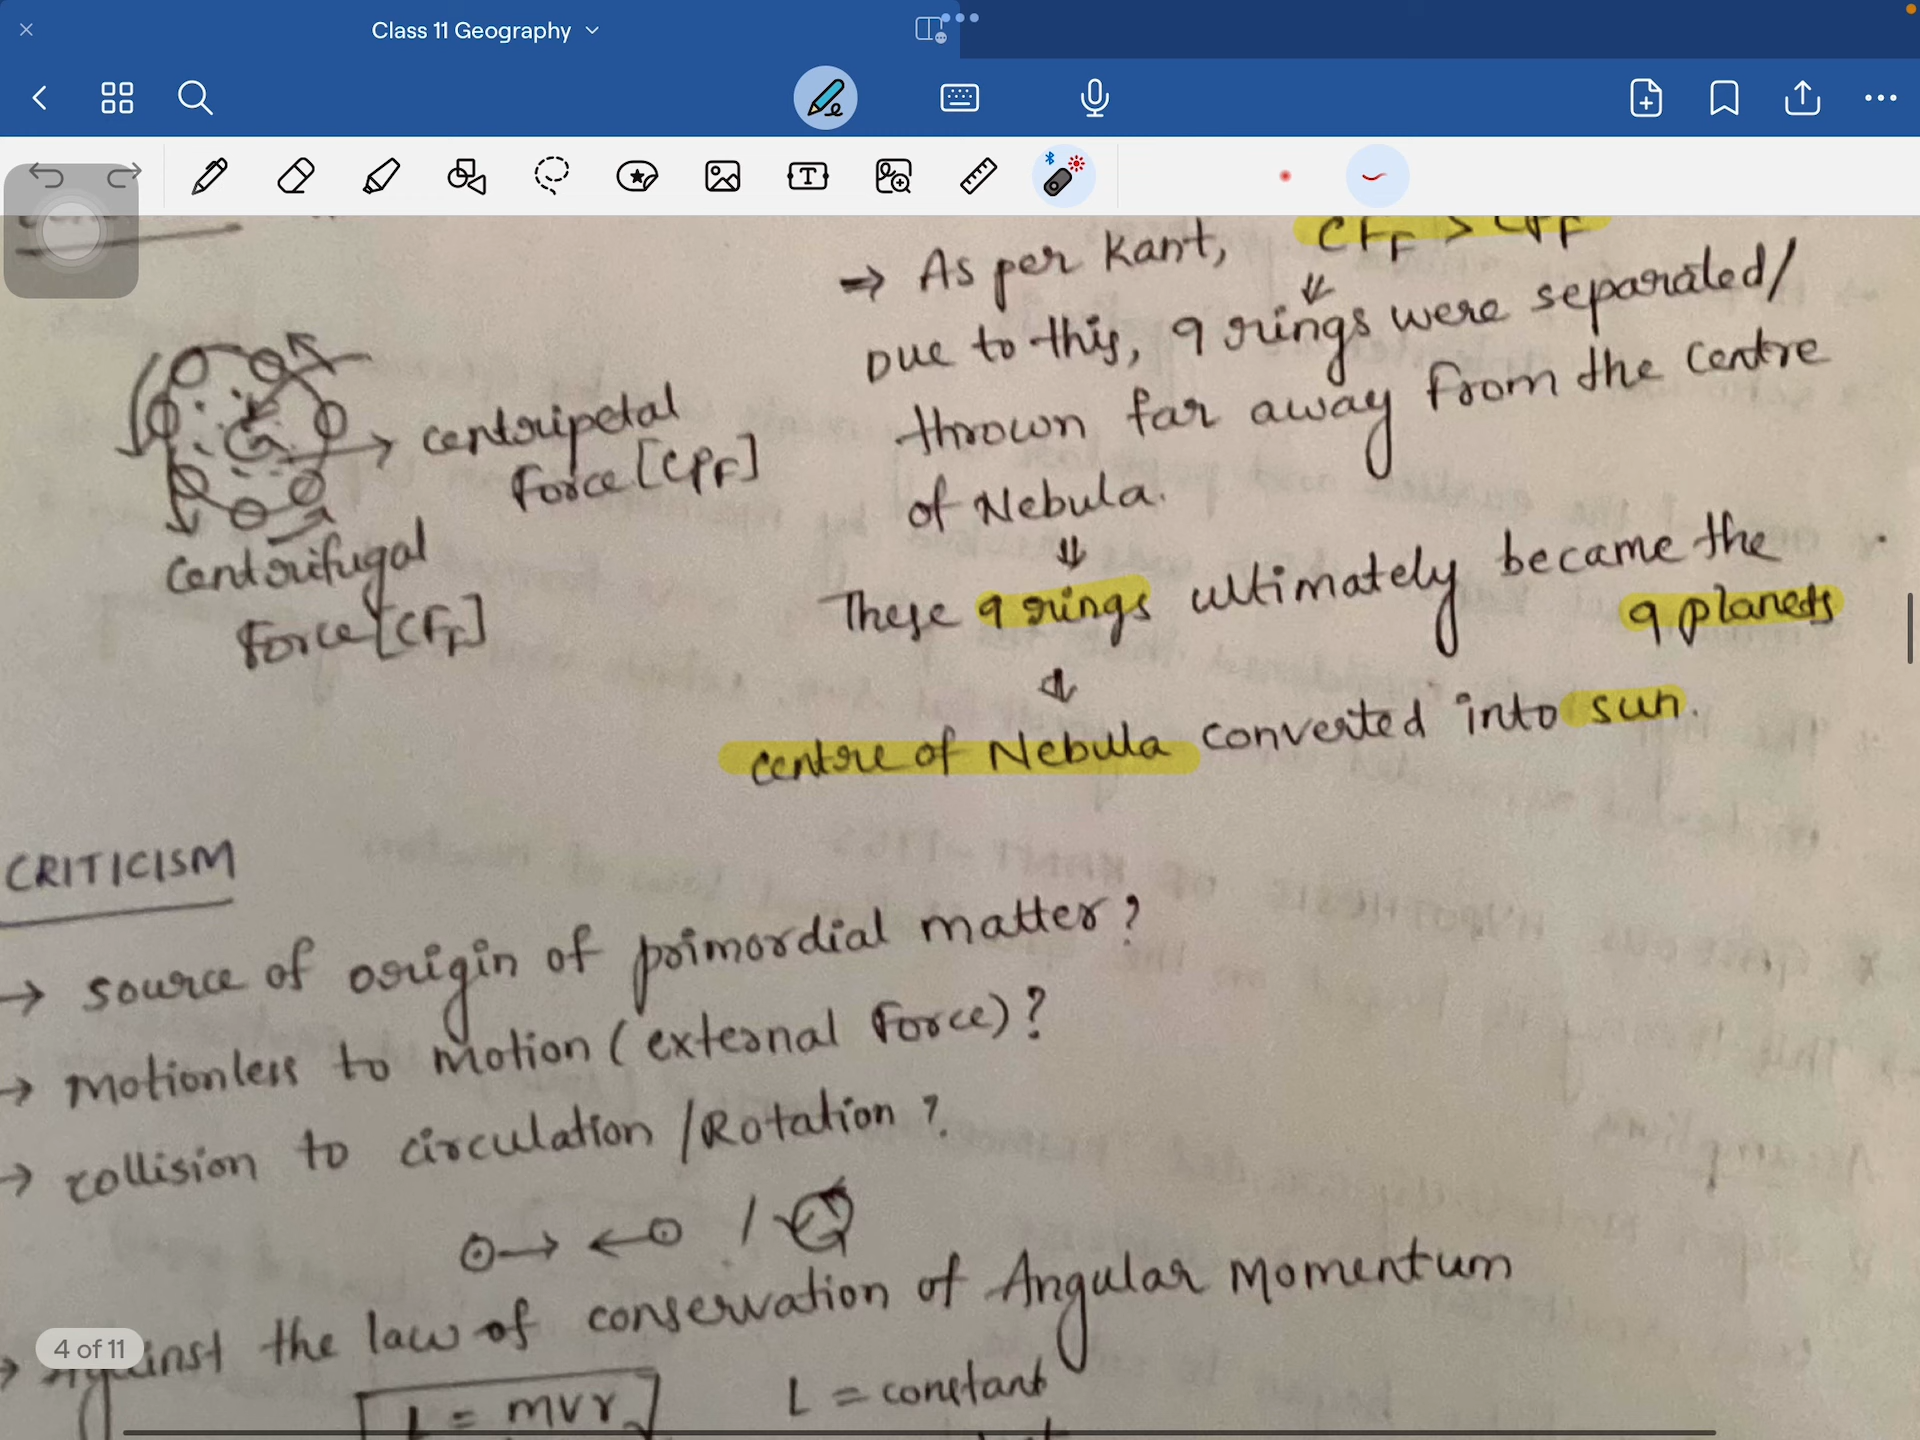 Class 11 Geography
→ As per Kant, CFF > CPF
Due to this, 9 rings were separated/
thrown far away from the centre
of Nebula.
These 9 rings ultimately became the
9 planets
centre of Nebula converted into sun.
centripetal
Force [CPF]
centrifugal
Force [CFF]
CRITICISM
→ source of origin of primordial matter?
→ Motionless to motion (external Force)?
→ collision to circulation /Rotation?
→ Against the law of conservation of Angular Momentum
L = mvr
L = constant
4 of 11